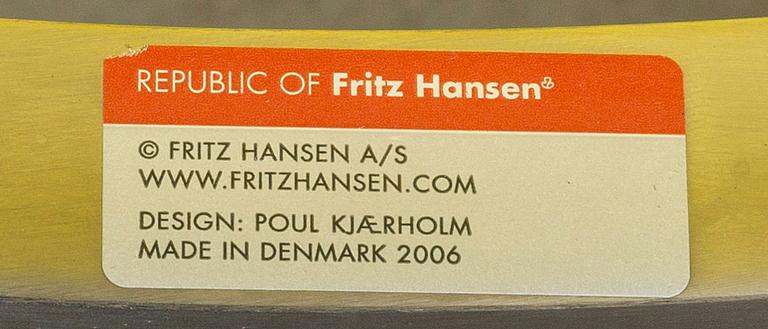 REPUBLIC OF Fritz Hansen®
© FRITZ HANSEN A/S
WWW.FRITZHANSEN.COM
DESIGN: POUL KJÆRHOLM
MADE IN DENMARK 2006